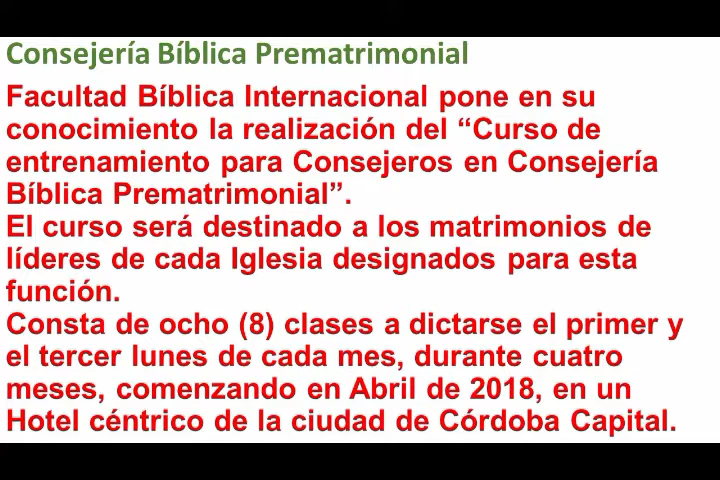 Consejería Bíblica Prematrimonial
Facultad Bíblica Internacional pone en su
conocimiento la realización del “Curso de
entrenamiento para Consejeros en Consejería
Bíblica Prematrimonial”.
El curso será destinado a los matrimonios de
líderes de cada Iglesia designados para esta
función.
Consta de ocho (8) clases a dictarse el primer y
el tercer lunes de cada mes, durante cuatro
meses, comenzando en Abril de 2018, en un
Hotel céntrico de la ciudad de Córdoba Capital.